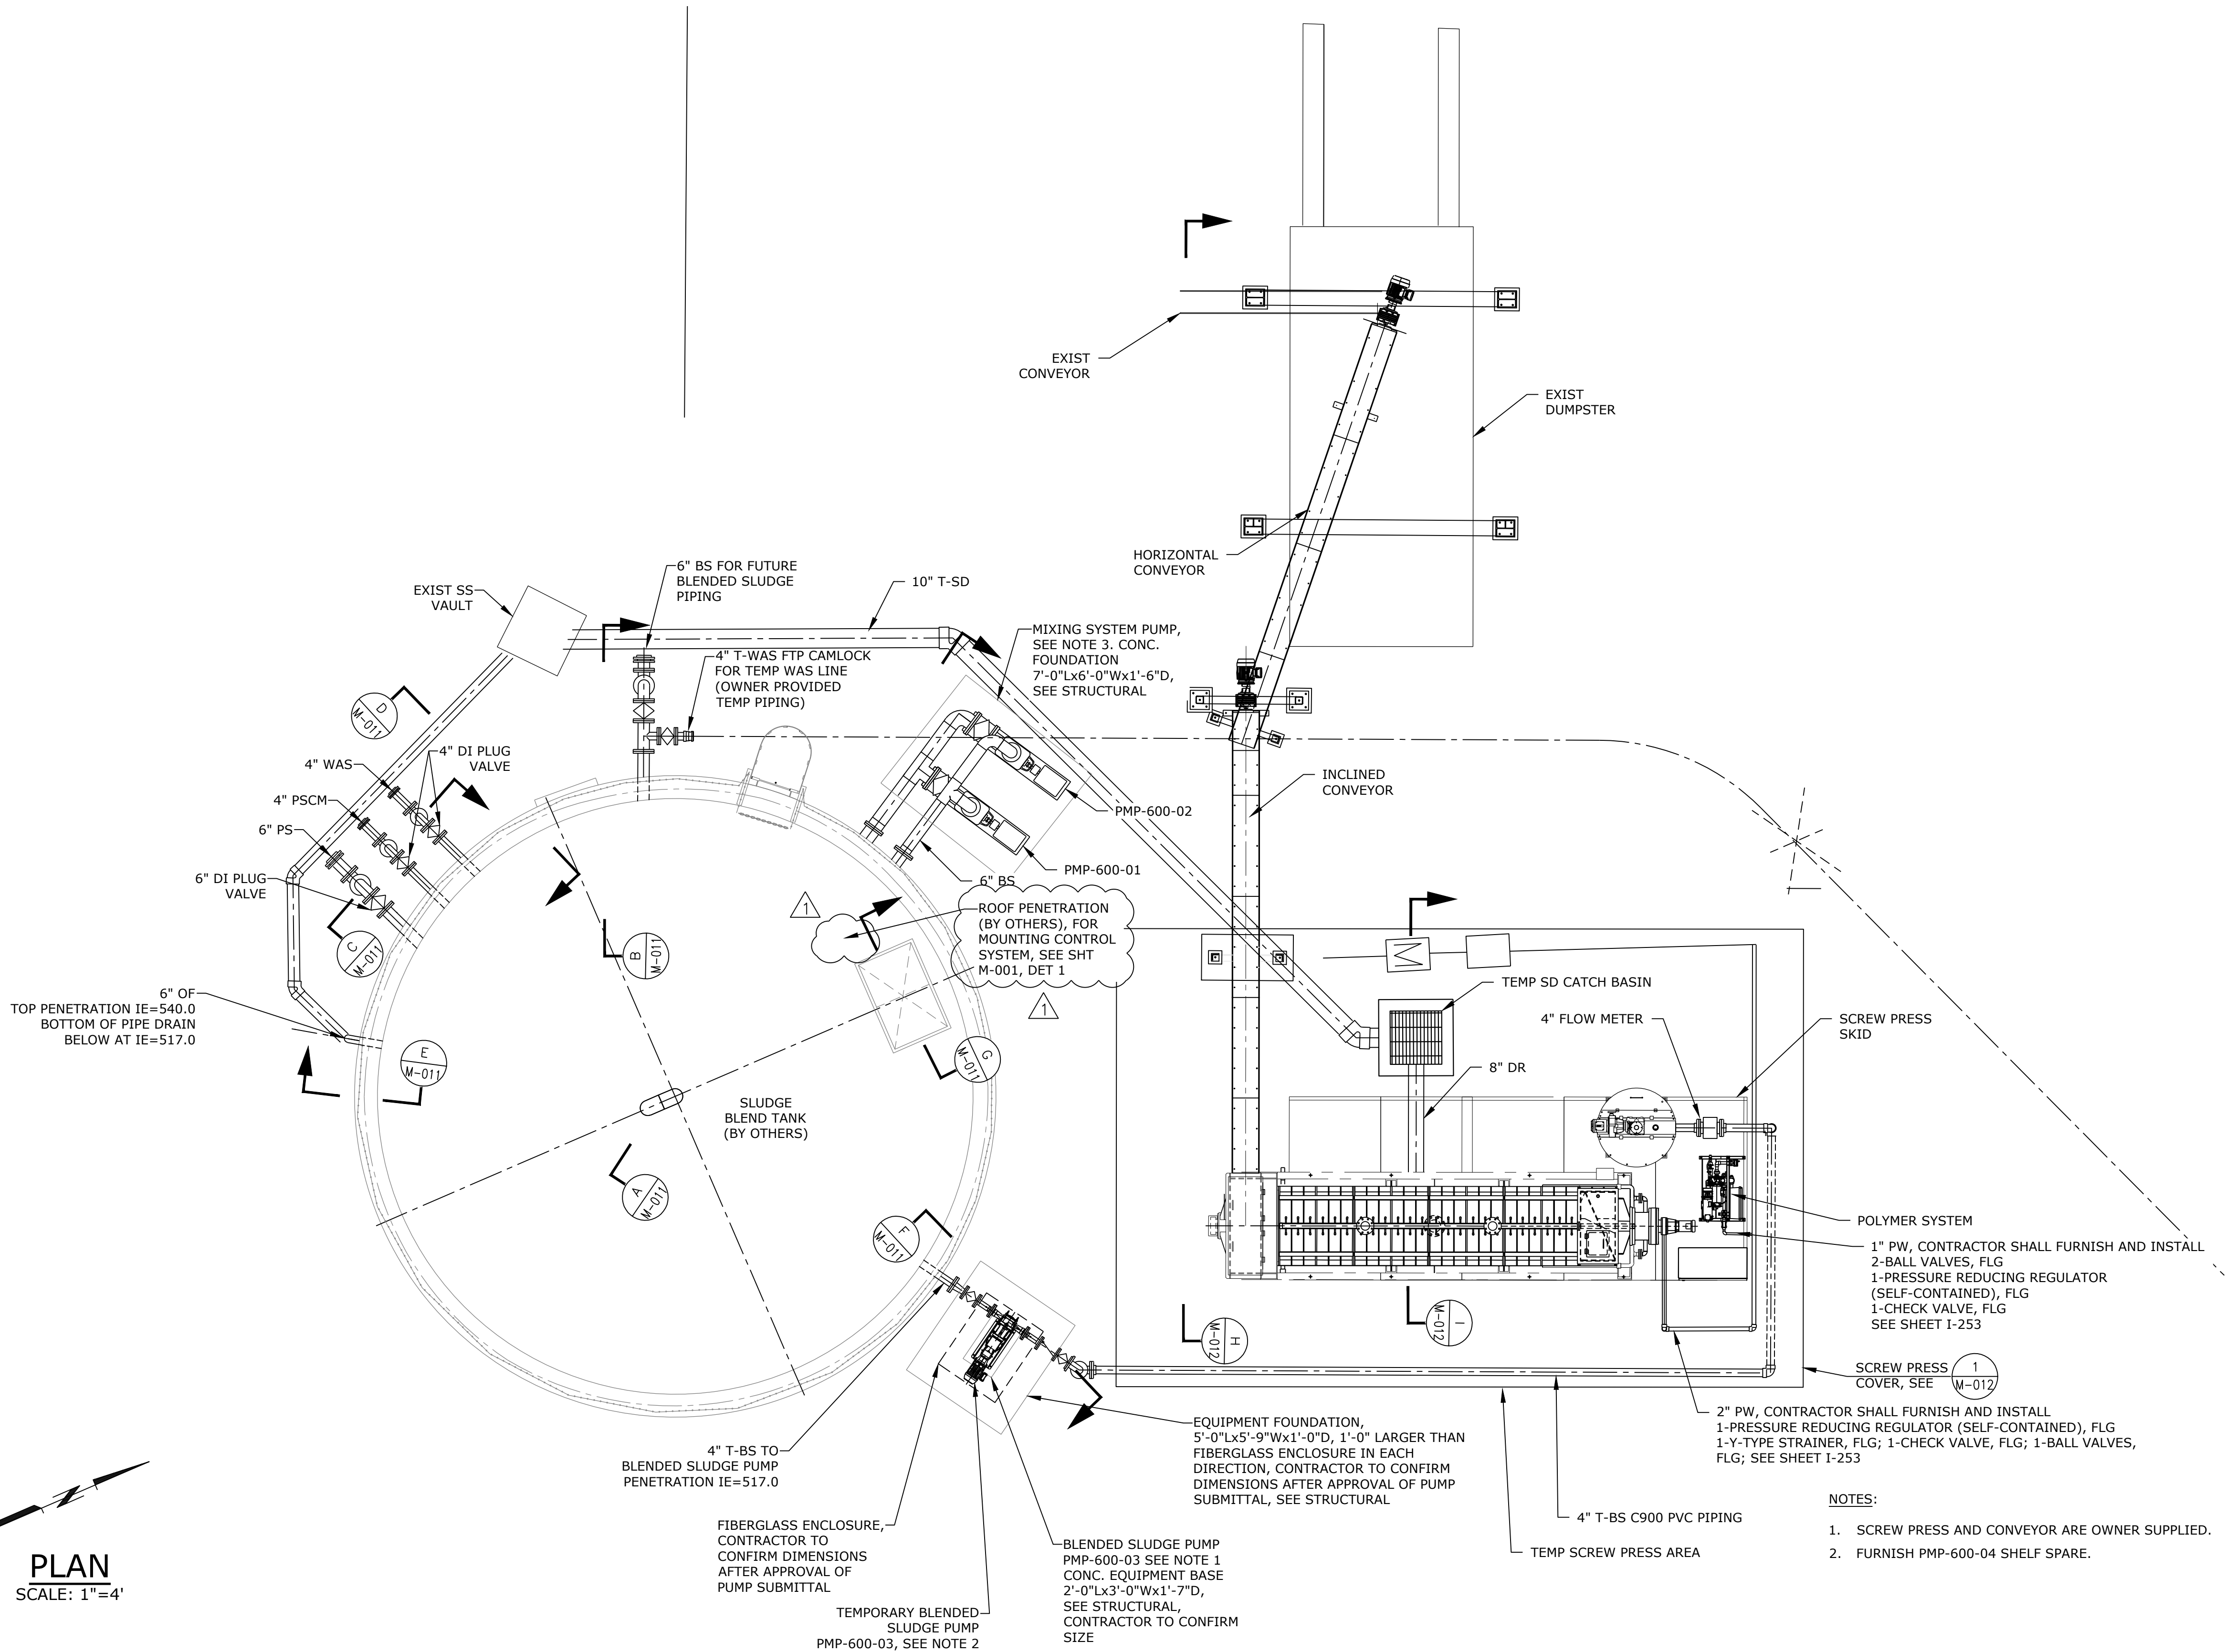 EXIST
CONVEYOR
EXIST
DUMPSTER
HORIZONTAL
CONVEYOR
EXIST SS
VAULT
6" BS FOR FUTURE
BLENDED SLUDGE
PIPING
10" T-SD
4" T-WAS FTP CAMLOCK
FOR TEMP WAS LINE
(OWNER PROVIDED
TEMP PIPING)
MIXING SYSTEM PUMP,
SEE NOTE 3. CONC.
FOUNDATION
7'-0"Lx6'-0"Wx1'-6"D,
SEE STRUCTURAL
D
M-011
4" WAS
4" DI PLUG
VALVE
4" PSCM
6" PS
6" DI PLUG
VALVE
INCLINED
CONVEYOR
PMP-600-02
PMP-600-01
6" BS
1
ROOF PENETRATION
(BY OTHERS), FOR
MOUNTING CONTROL
SYSTEM, SEE SHT
M-001, DET 1
1
C
M-011
B
M-011
6" OF
TOP PENETRATION IE=540.0
BOTTOM OF PIPE DRAIN
BELOW AT IE=517.0
E
M-011
G
M-011
SLUDGE
BLEND TANK
(BY OTHERS)
A
M-011
F
M-011
TEMP SD CATCH BASIN
4" FLOW METER
SCREW PRESS
SKID
8" DR
POLYMER SYSTEM
1" PW, CONTRACTOR SHALL FURNISH AND INSTALL
2-BALL VALVES, FLG
1-PRESSURE REDUCING REGULATOR
(SELF-CONTAINED), FLG
1-CHECK VALVE, FLG
SEE SHEET I-253
H
M-012
I
M-012
SCREW PRESS
COVER, SEE
1
M-012
2" PW, CONTRACTOR SHALL FURNISH AND INSTALL
1-PRESSURE REDUCING REGULATOR (SELF-CONTAINED), FLG
1-Y-TYPE STRAINER, FLG; 1-CHECK VALVE, FLG; 1-BALL VALVES,
FLG; SEE SHEET I-253
4" T-BS TO
BLENDED SLUDGE PUMP
PENETRATION IE=517.0
EQUIPMENT FOUNDATION,
5'-0"Lx5'-9"Wx1'-0"D, 1'-0" LARGER THAN
FIBERGLASS ENCLOSURE IN EACH
DIRECTION, CONTRACTOR TO CONFIRM
DIMENSIONS AFTER APPROVAL OF PUMP
SUBMITTAL, SEE STRUCTURAL
FIBERGLASS ENCLOSURE,
CONTRACTOR TO
CONFIRM DIMENSIONS
AFTER APPROVAL OF
PUMP SUBMITTAL
BLENDED SLUDGE PUMP
PMP-600-03 SEE NOTE 1
CONC. EQUIPMENT BASE
2'-0"Lx3'-0"Wx1'-7"D,
SEE STRUCTURAL,
CONTRACTOR TO CONFIRM
SIZE
TEMPORARY BLENDED
SLUDGE PUMP
PMP-600-03, SEE NOTE 2
4" T-BS C900 PVC PIPING
TEMP SCREW PRESS AREA
NOTES:
1. SCREW PRESS AND CONVEYOR ARE OWNER SUPPLIED.
2. FURNISH PMP-600-04 SHELF SPARE.
Z
PLAN
SCALE: 1"=4'